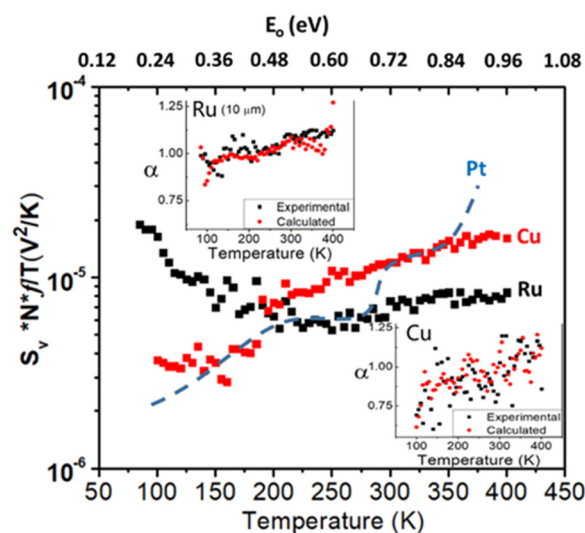 E₀ (eV)
0.12 0.24 0.36 0.48 0.60 0.72 0.84 0.96 1.08
10⁻⁴
10⁻⁵
10⁻⁶
Sᵥ *N*f/T(V²/K)
Ru (10 μm)
1.25
1.00
0.75
α
Experimental
Calculated
100 200 300 400
Temperature (K)
Pt
Cu
Ru
Cu
1.25
1.00
0.75
α
Experimental
Calculated
100 150 200 250 300 350 400
Temperature (K)
50 100 150 200 250 300 350 400 450
Temperature (K)